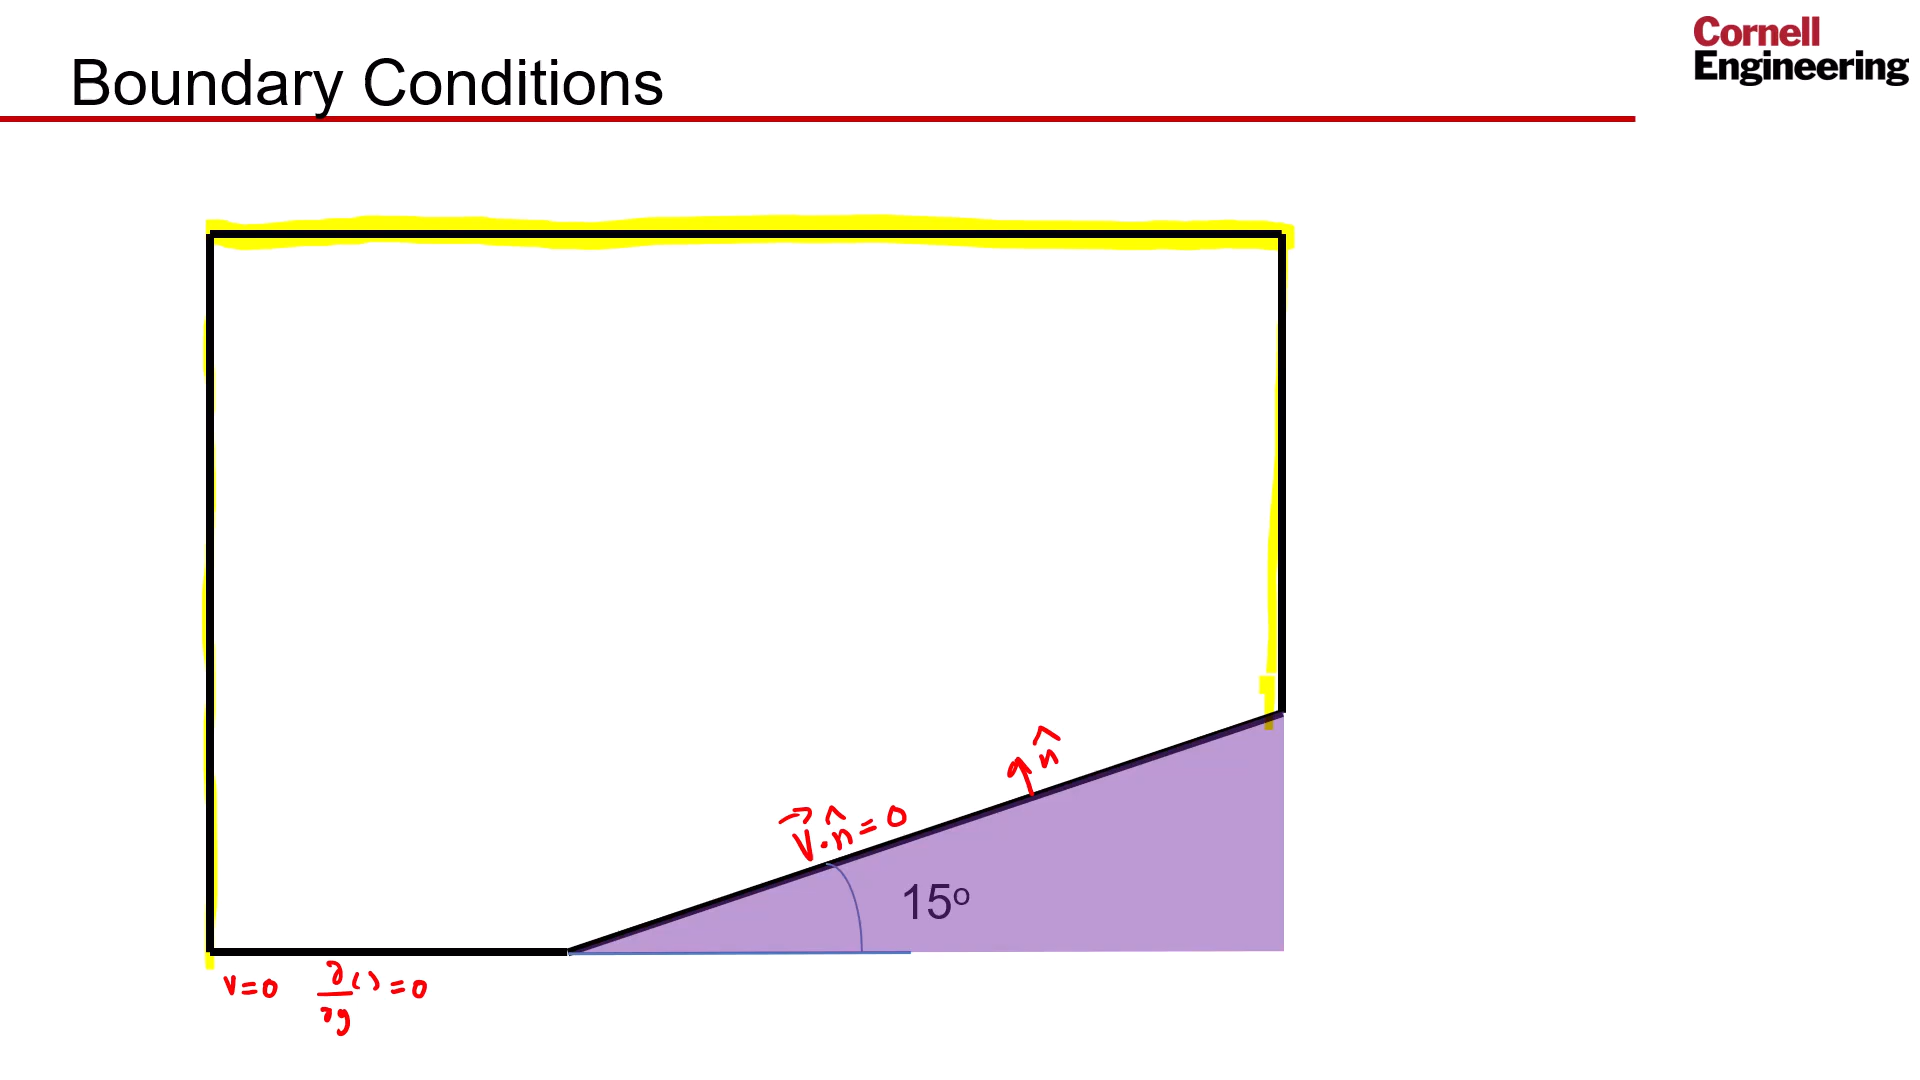 Boundary Conditions
Cornell
Engineering
n̂
V⃗·n̂=0
15°
v=0 ∂( )/∂y =0